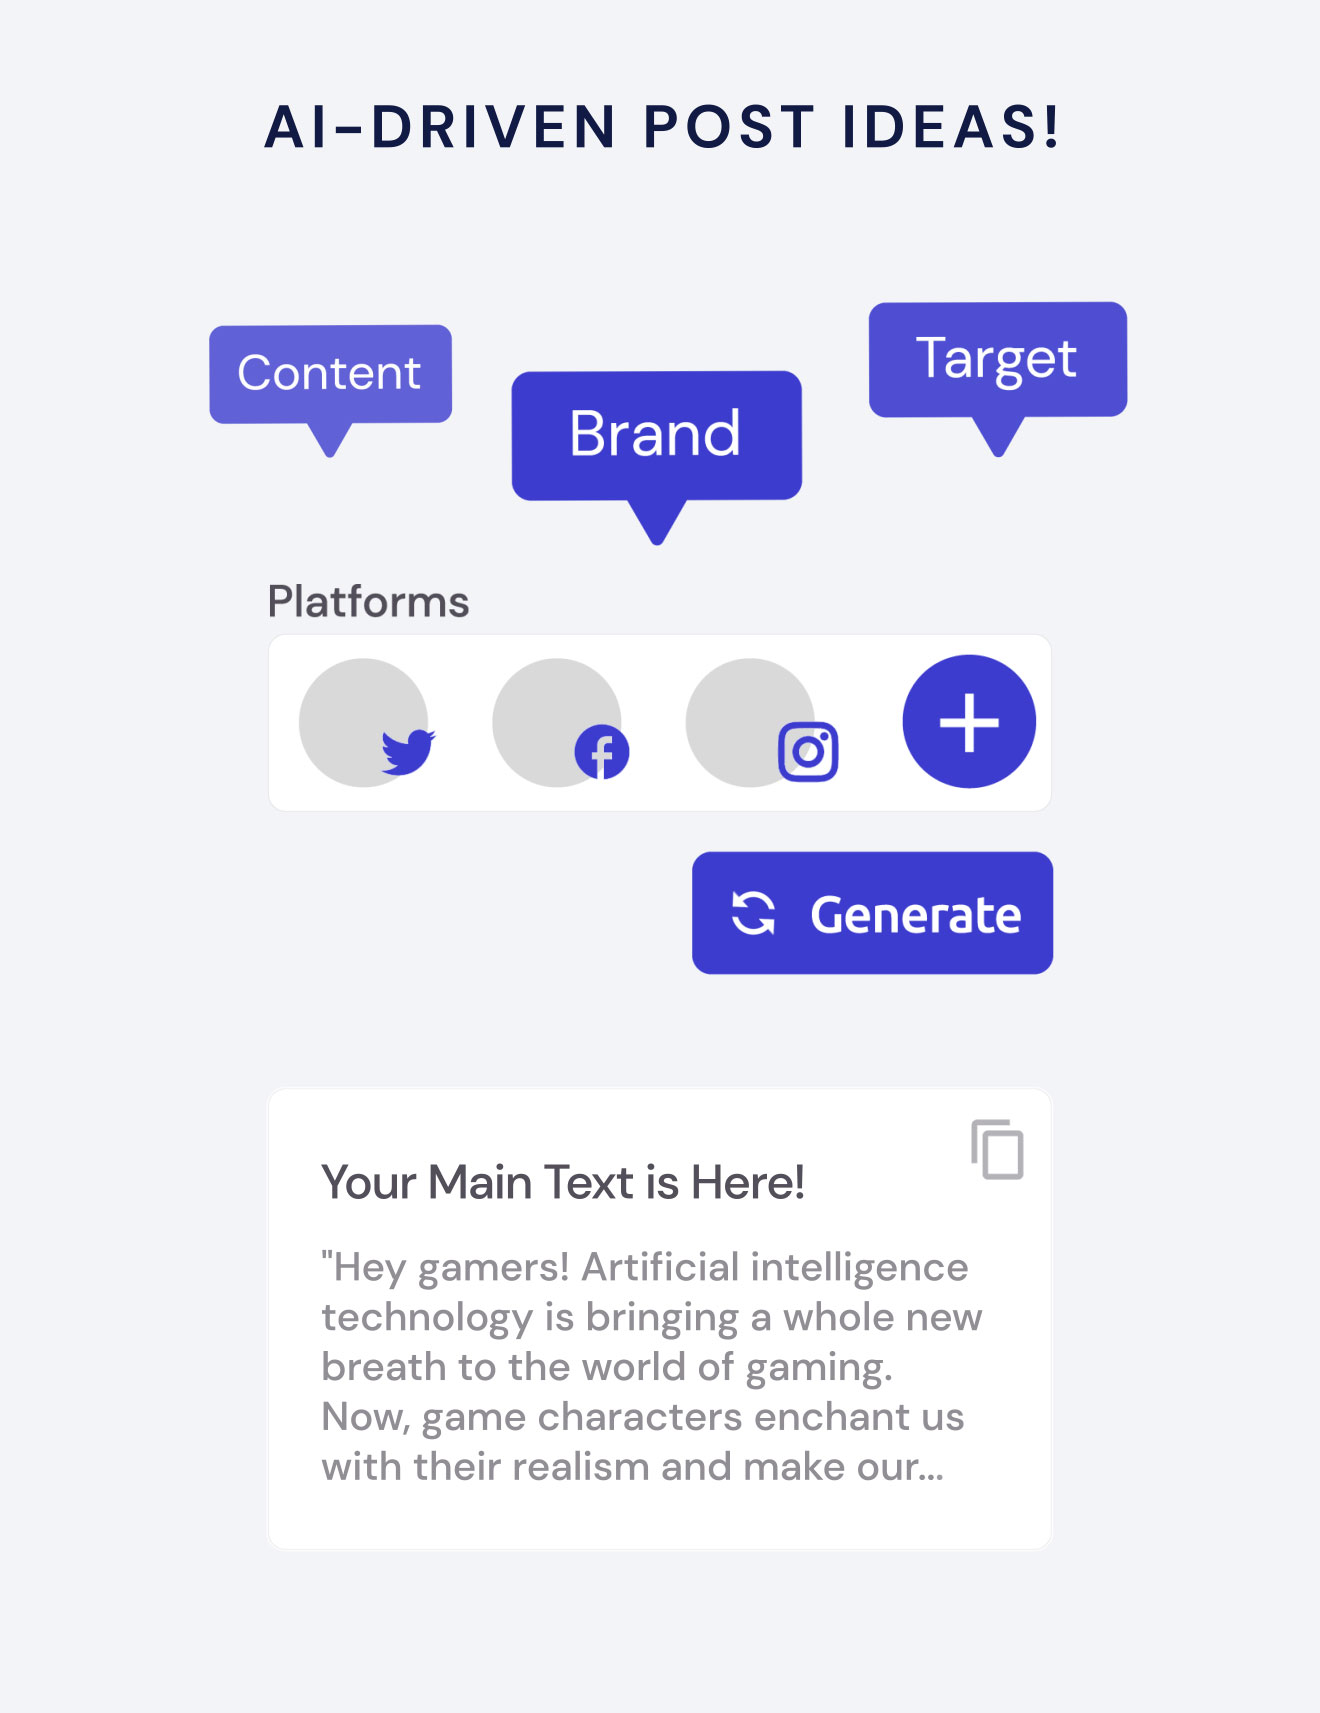 AI-DRIVEN POST IDEAS!
Content
Brand
Target
Platforms
Generate
Your Main Text is Here!
"Hey gamers! Artificial intelligence
technology is bringing a whole new
breath to the world of gaming.
Now, game characters enchant us
with their realism and make our...